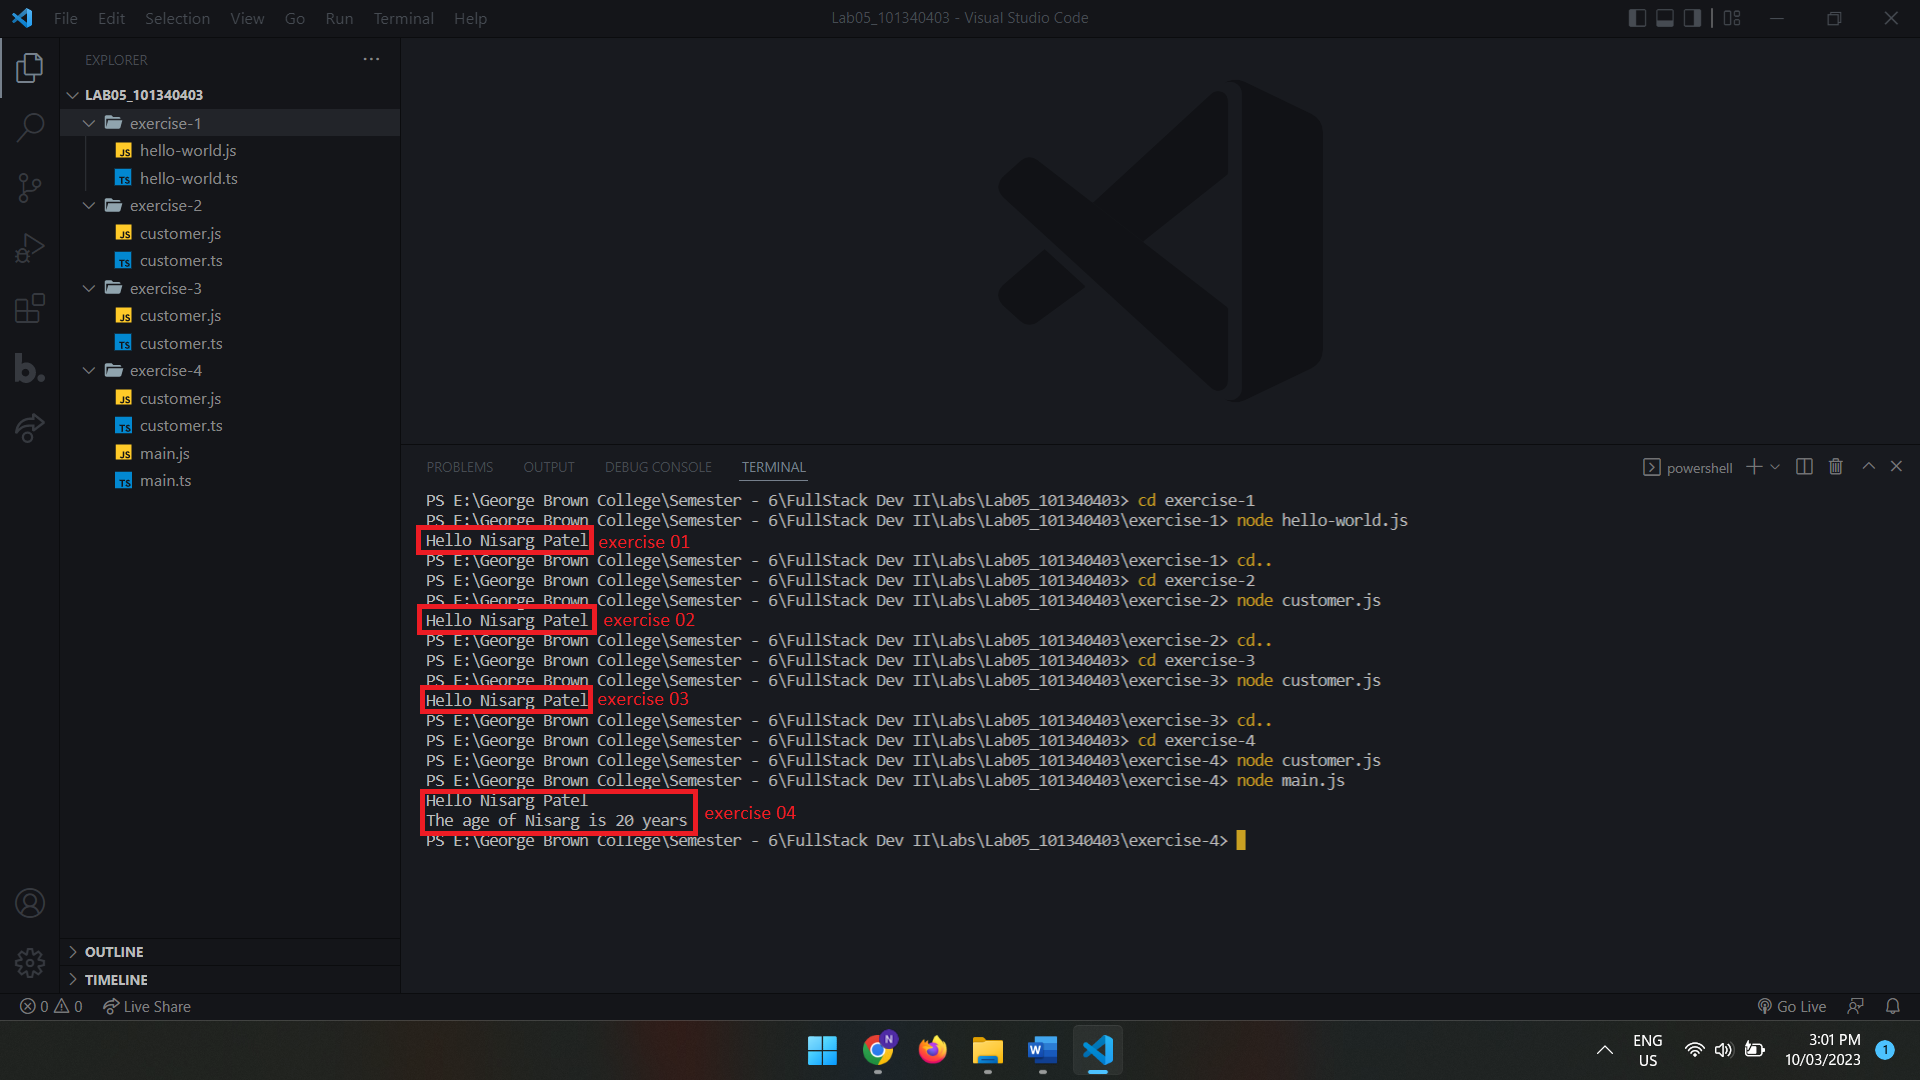 File Edit Selection View Go Run Terminal Help
Lab05_101340403 - Visual Studio Code
EXPLORER
LAB05_101340403
exercise-1
JS hello-world.js
TS hello-world.ts
exercise-2
JS customer.js
TS customer.ts
exercise-3
JS customer.js
TS customer.ts
exercise-4
JS customer.js
TS customer.ts
JS main.js
TS main.ts
b.
OUTLINE
TIMELINE
PROBLEMS OUTPUT DEBUG CONSOLE TERMINAL
powershell
PS E:\George Brown College\Semester - 6\FullStack Dev II\Labs\Lab05_101340403> cd exercise-1
PS E:\George Brown College\Semester - 6\FullStack Dev II\Labs\Lab05_101340403\exercise-1> node hello-world.js
Hello Nisarg Patel exercise 01
PS E:\George Brown College\Semester - 6\FullStack Dev II\Labs\Lab05_101340403\exercise-1> cd..
PS E:\George Brown College\Semester - 6\FullStack Dev II\Labs\Lab05_101340403> cd exercise-2
PS E:\George Brown College\Semester - 6\FullStack Dev II\Labs\Lab05_101340403\exercise-2> node customer.js
Hello Nisarg Patel exercise 02
PS E:\George Brown College\Semester - 6\FullStack Dev II\Labs\Lab05_101340403\exercise-2> cd..
PS E:\George Brown College\Semester - 6\FullStack Dev II\Labs\Lab05_101340403> cd exercise-3
PS E:\George Brown College\Semester - 6\FullStack Dev II\Labs\Lab05_101340403\exercise-3> node customer.js
Hello Nisarg Patel exercise 03
PS E:\George Brown College\Semester - 6\FullStack Dev II\Labs\Lab05_101340403\exercise-3> cd..
PS E:\George Brown College\Semester - 6\FullStack Dev II\Labs\Lab05_101340403> cd exercise-4
PS E:\George Brown College\Semester - 6\FullStack Dev II\Labs\Lab05_101340403\exercise-4> node customer.js
PS E:\George Brown College\Semester - 6\FullStack Dev II\Labs\Lab05_101340403\exercise-4> node main.js
Hello Nisarg Patel
The age of Nisarg is 20 years exercise 04
PS E:\George Brown College\Semester - 6\FullStack Dev II\Labs\Lab05_101340403\exercise-4>
0 0 Live Share
Go Live
N
W
ENG
US
3:01 PM
10/03/2023
1